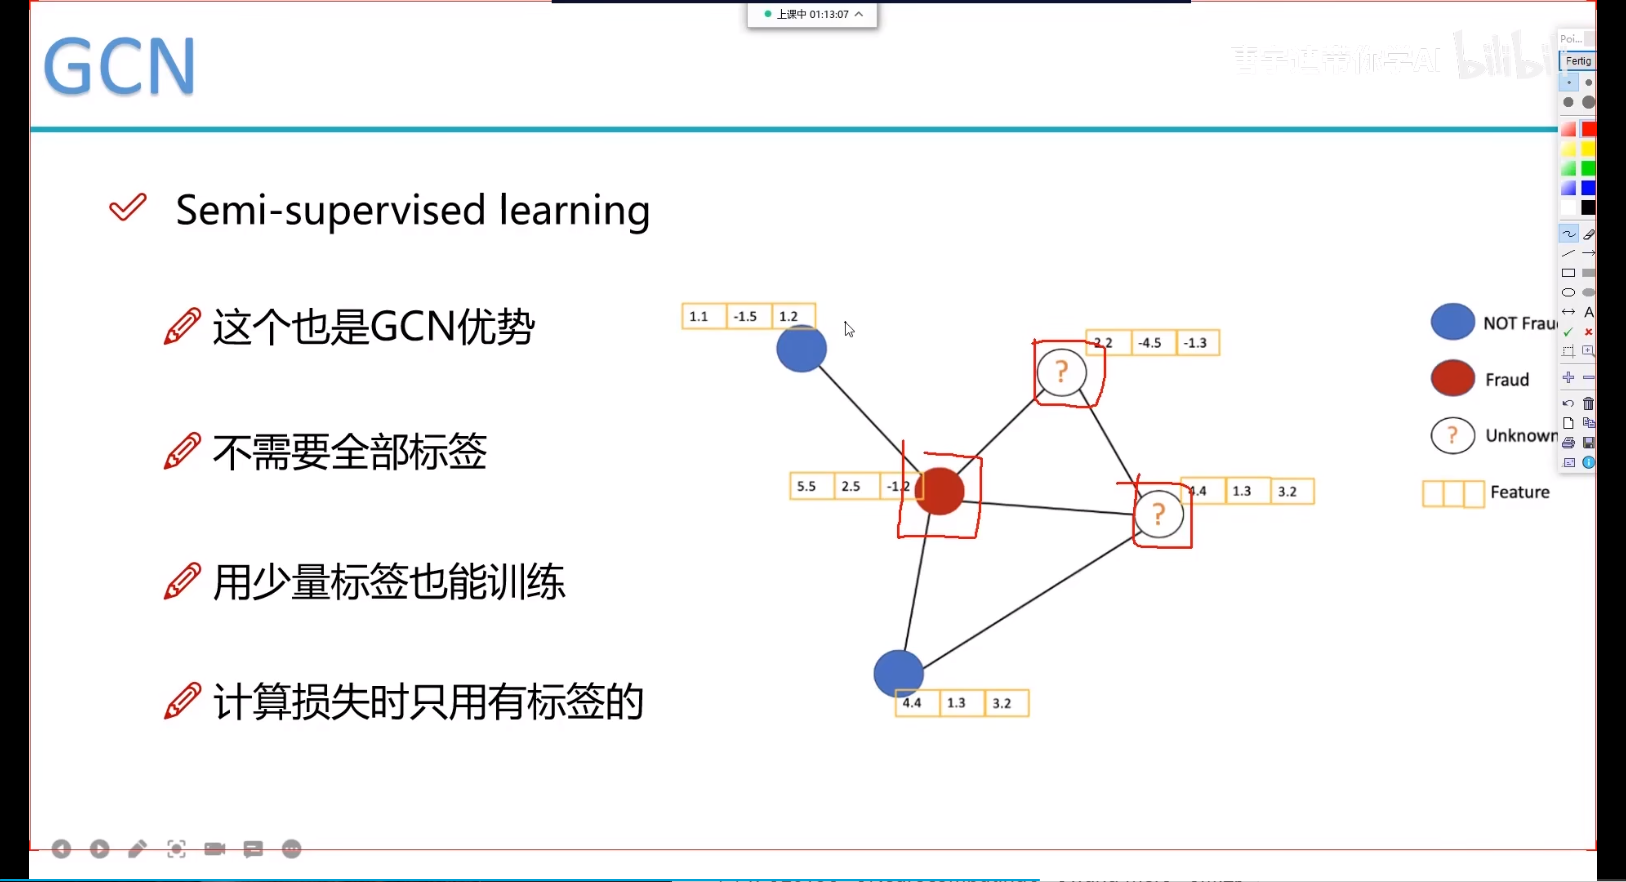 上课中 01:13:07
GCN
bilibili
Poi...
Fertig
Semi-supervised learning
这个也是GCN优势
不需要全部标签
用少量标签也能训练
计算损失时只用有标签的
1.1 -1.5 1.2
2.2 -4.5 -1.3
?
5.5 2.5 -1.2
4.4 1.3 3.2
?
4.4 1.3 3.2
NOT Frau
Fraud
? Unknown
Feature
A